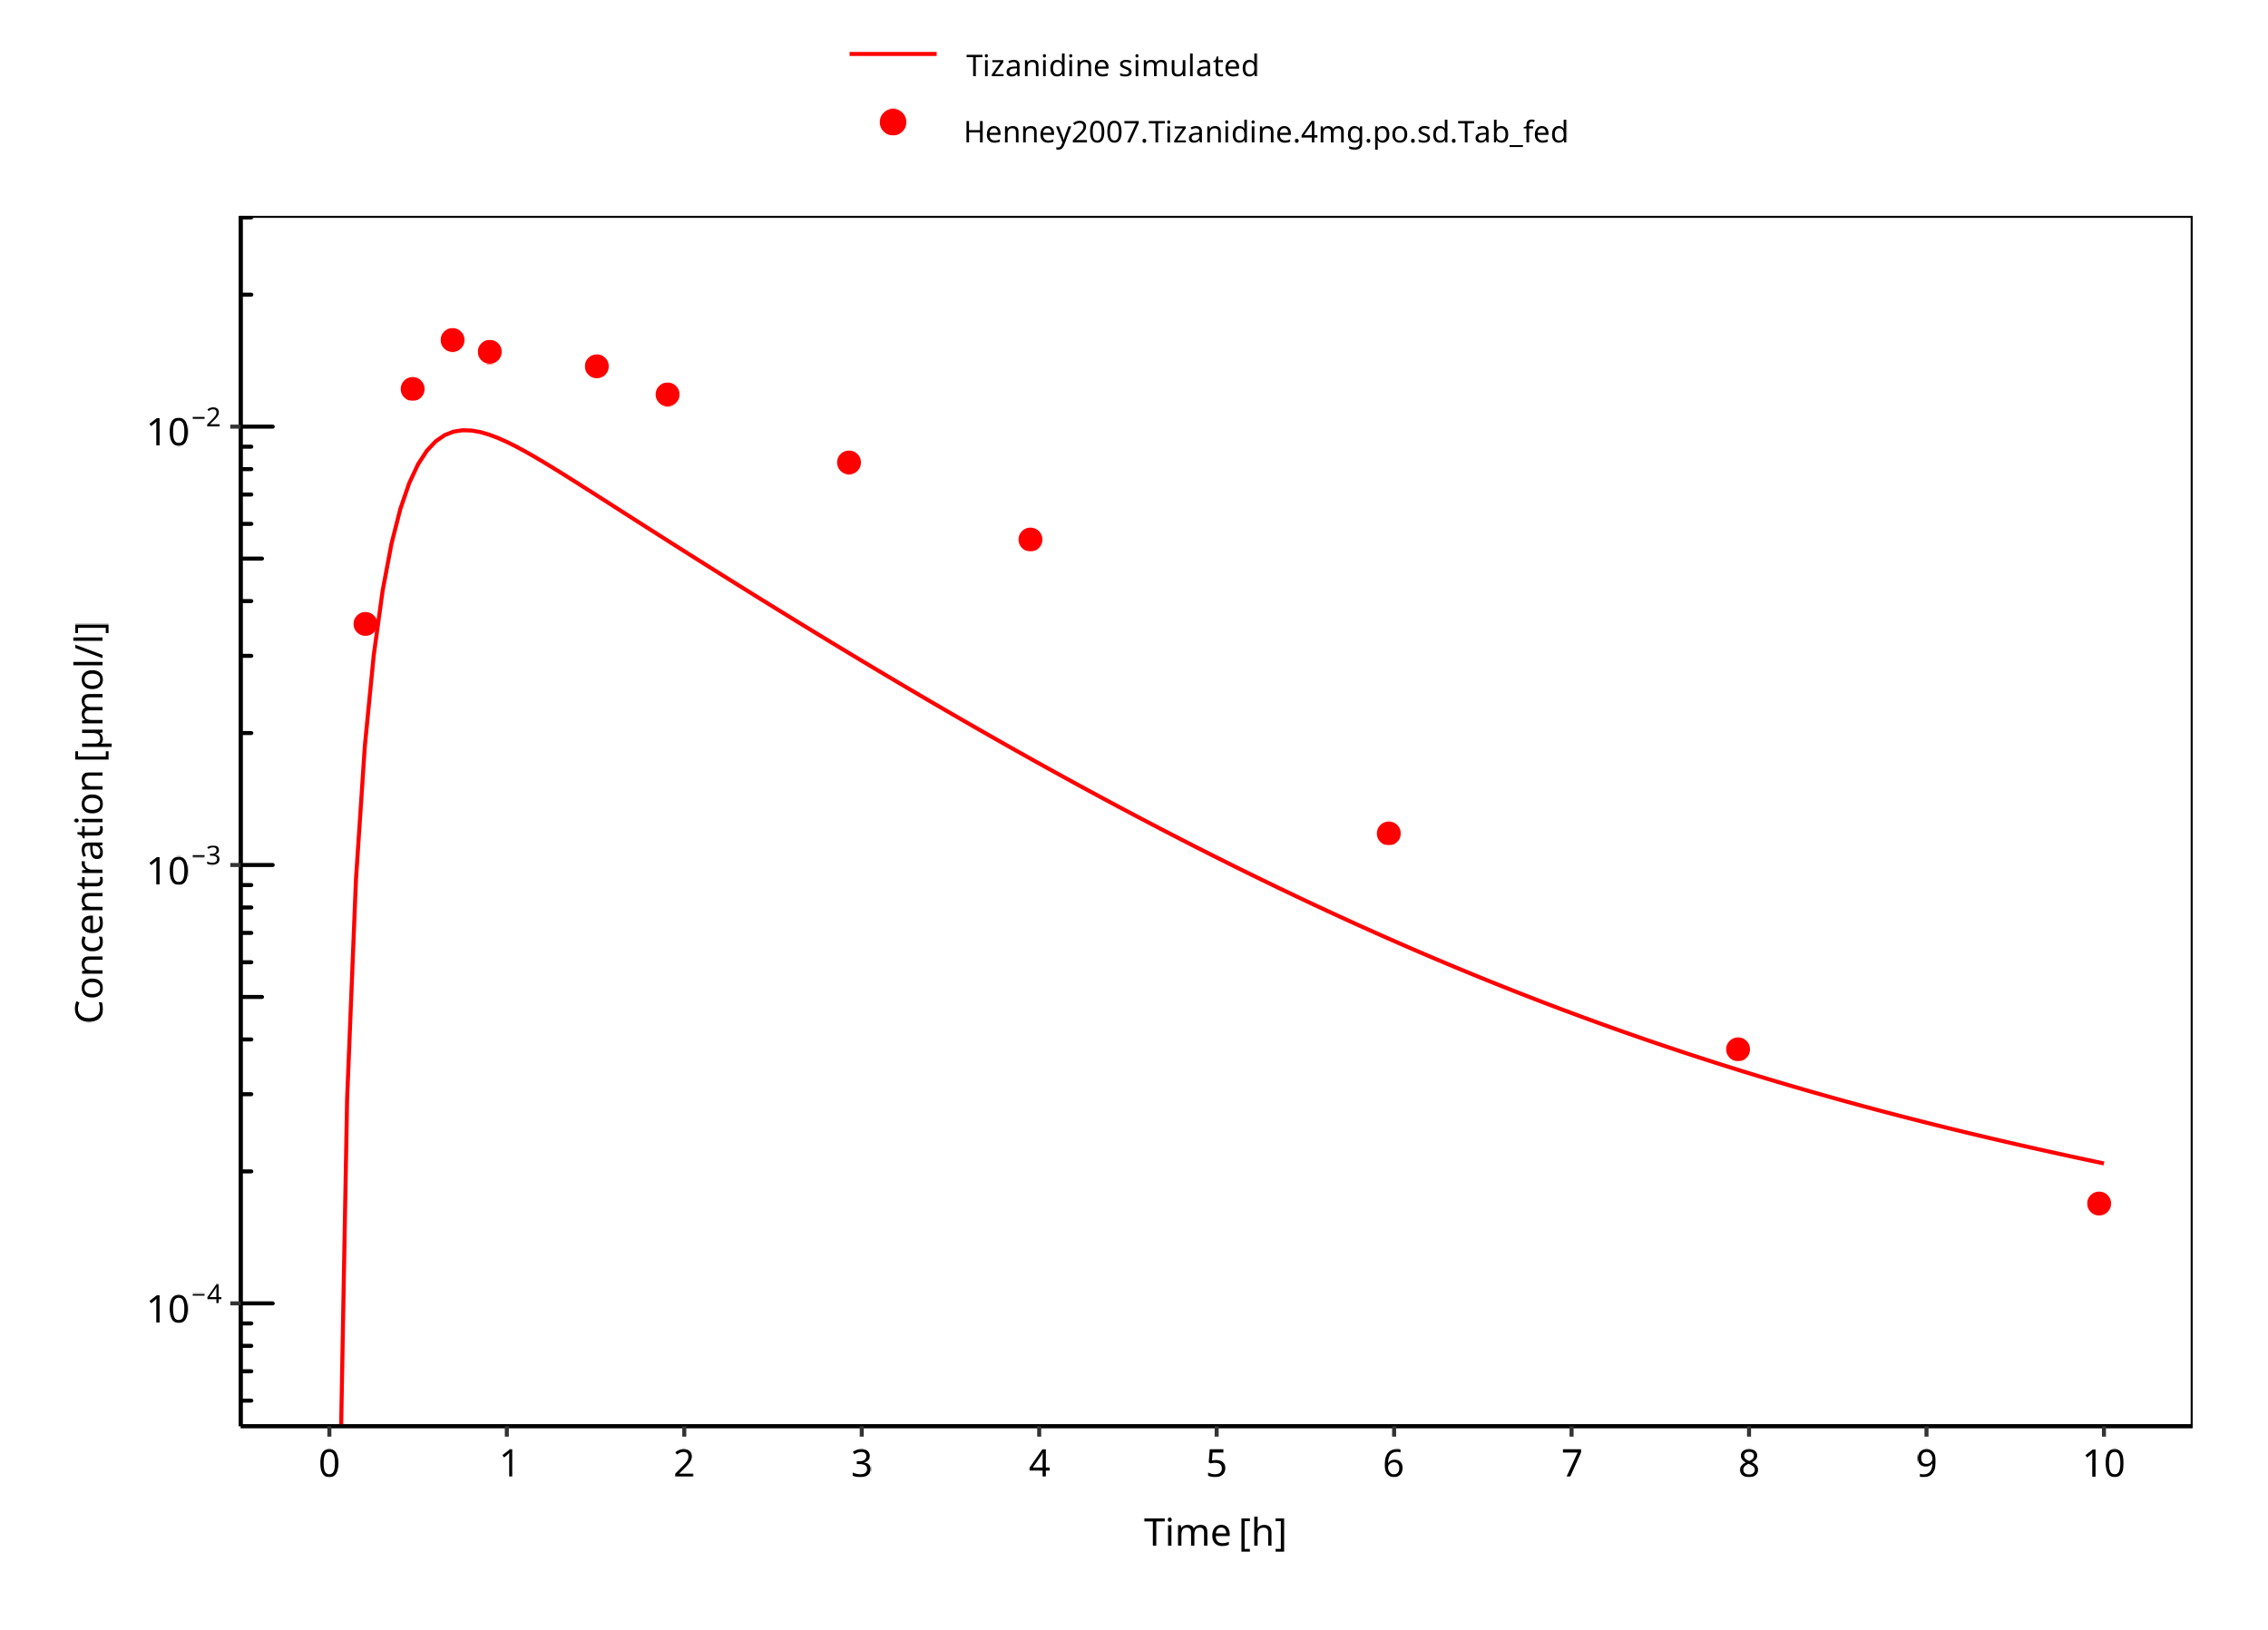 Tizanidine simulated
Henney2007.Tizanidine.4mg.po.sd.Tab_fed
Concentration [µmol/l]
10⁻²
10⁻³
10⁻⁴
0 1 2 3 4 5 6 7 8 9 10
Time [h]